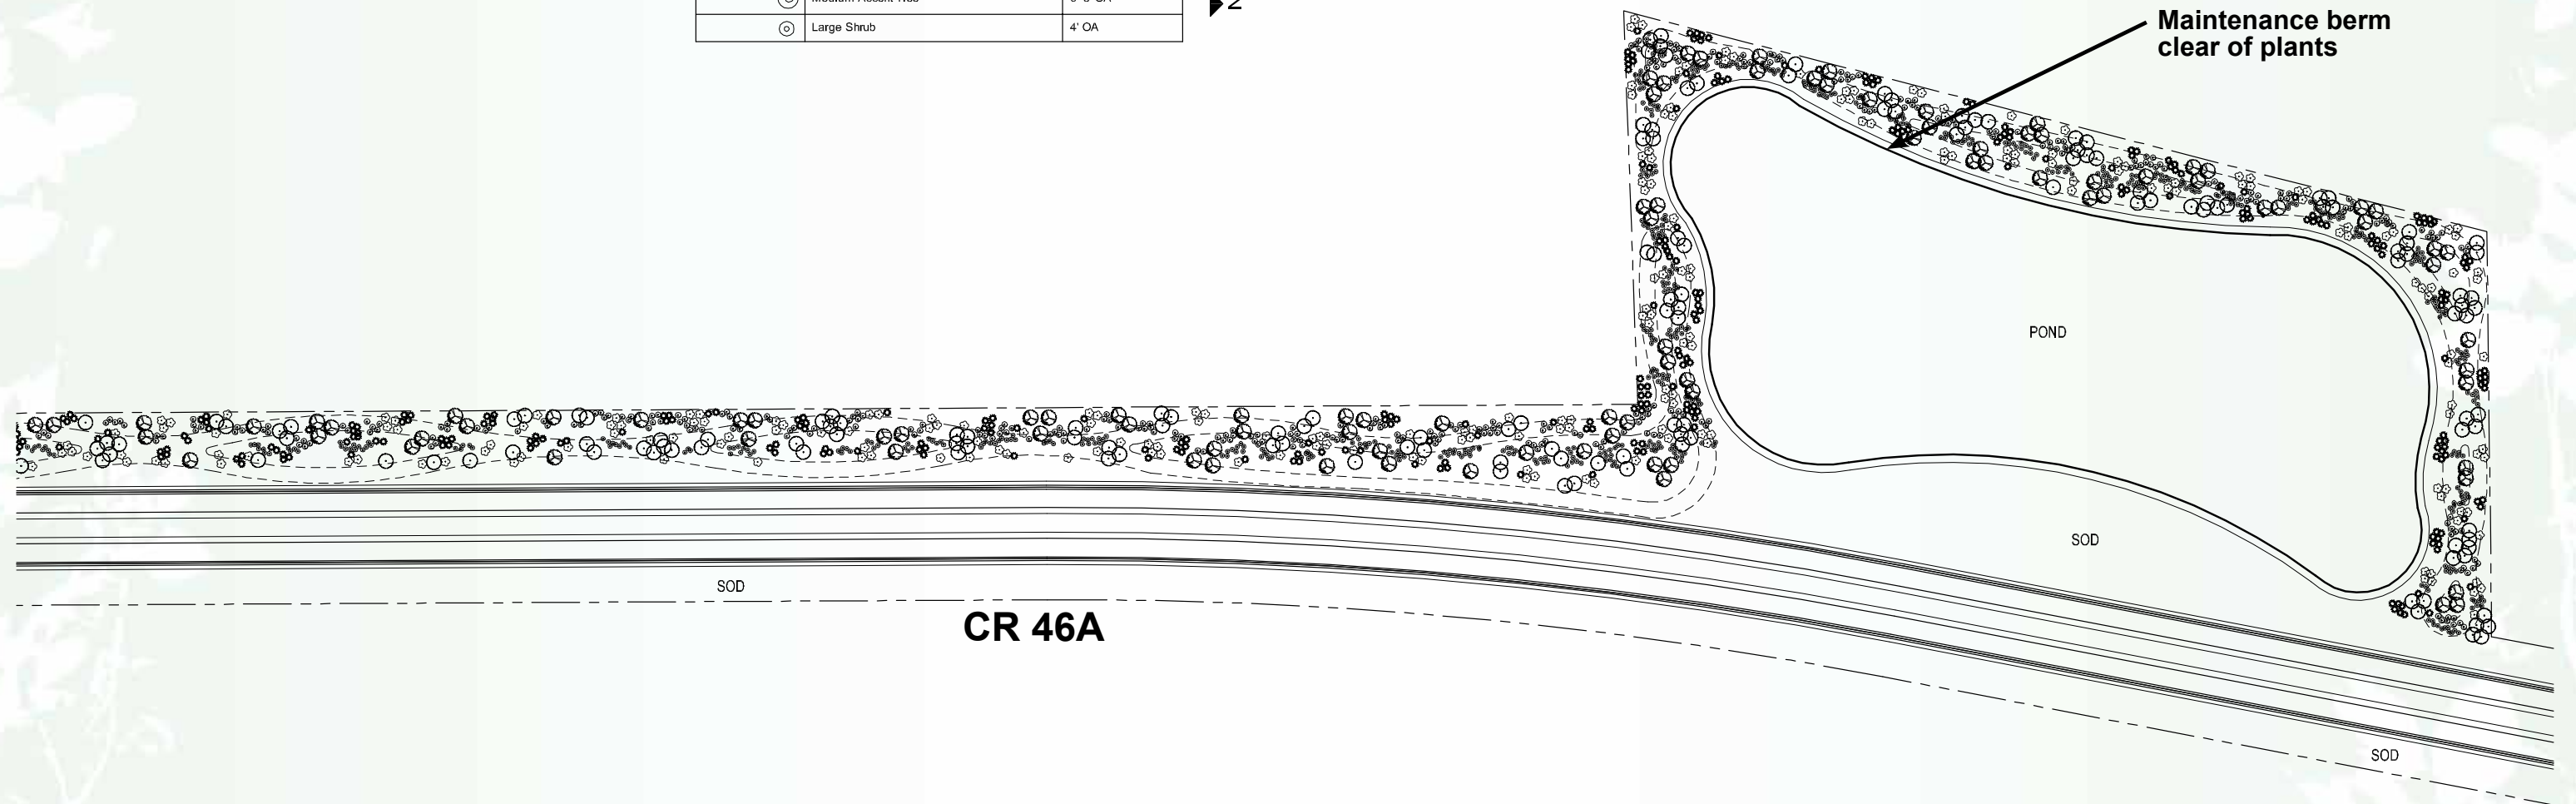 Large Shrub 4' OA
Maintenance berm
clear of plants
POND
SOD
SOD
CR 46A
SOD